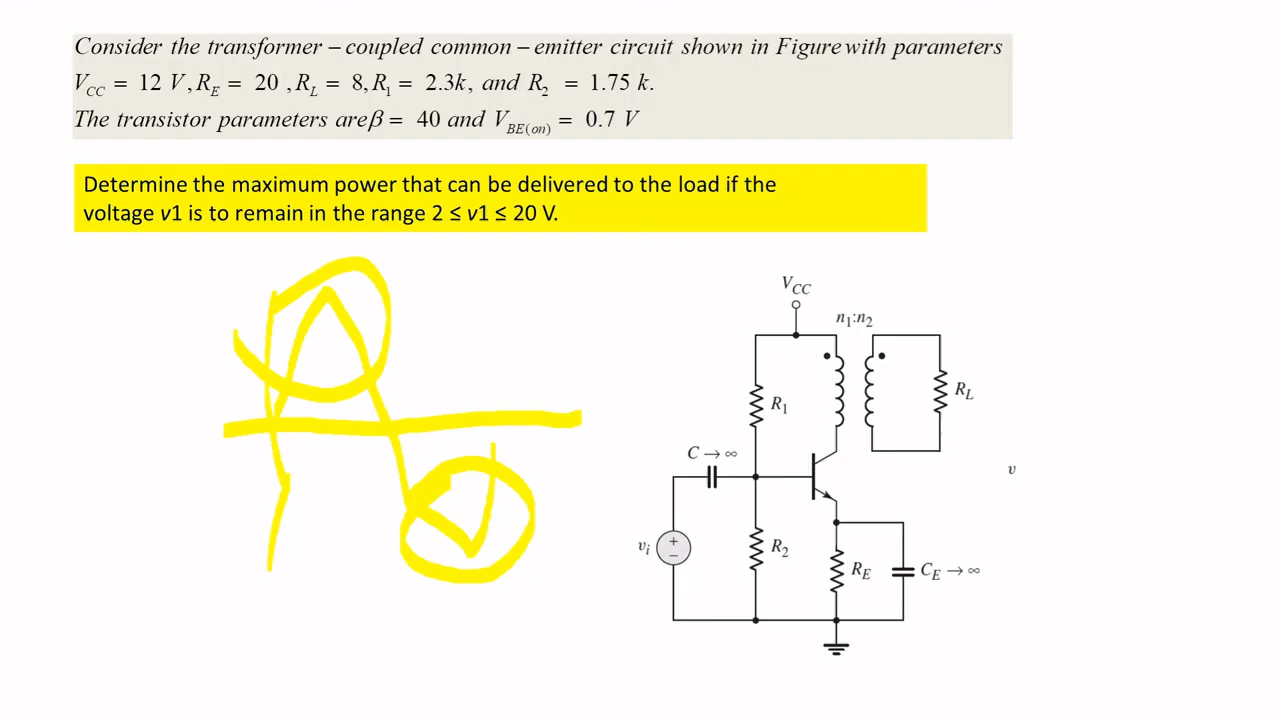 Consider the transformer – coupled common – emitter circuit shown in Figure with parameters
V_CC = 12 V, R_E = 20 , R_L = 8, R_1 = 2.3k, and R_2 = 1.75 k.
The transistor parameters are β = 40 and V_BE(on) = 0.7 V
Determine the maximum power that can be delivered to the load if the
voltage v1 is to remain in the range 2 ≤ v1 ≤ 20 V.
V_CC
n_1:n_2
R_1
R_L
C → ∞
v
v_i
+
−
R_2
R_E
C_E → ∞